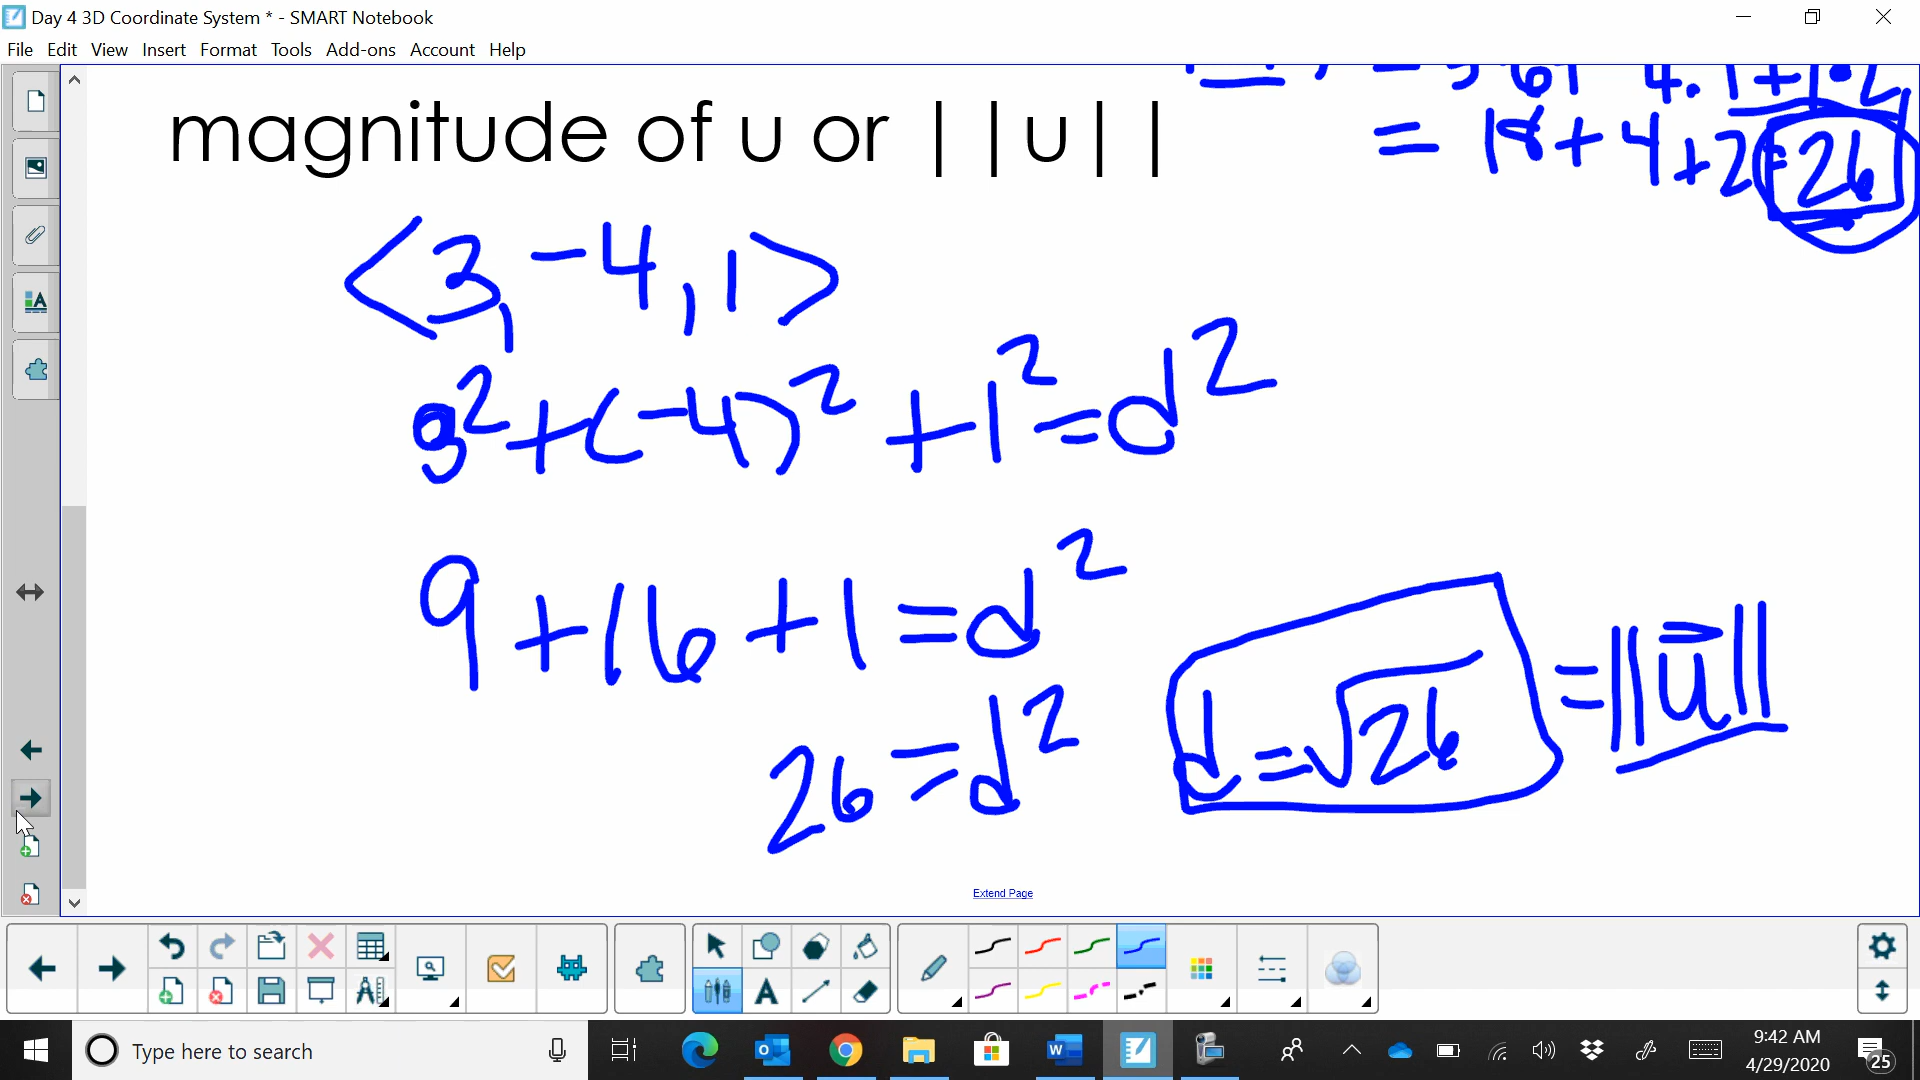 Day 4 3D Coordinate System * - SMART Notebook
File Edit View Insert Format Tools Add-ons Account Help
magnitude of u or ||u||
= 18+4+2=26
<3,-4,1>
3²+(-4)²+1²=d²
9+16+1=d²
26=d²
d=√26 =||u⃗||
Extend Page
Type here to search
9:42 AM
4/29/2020
25